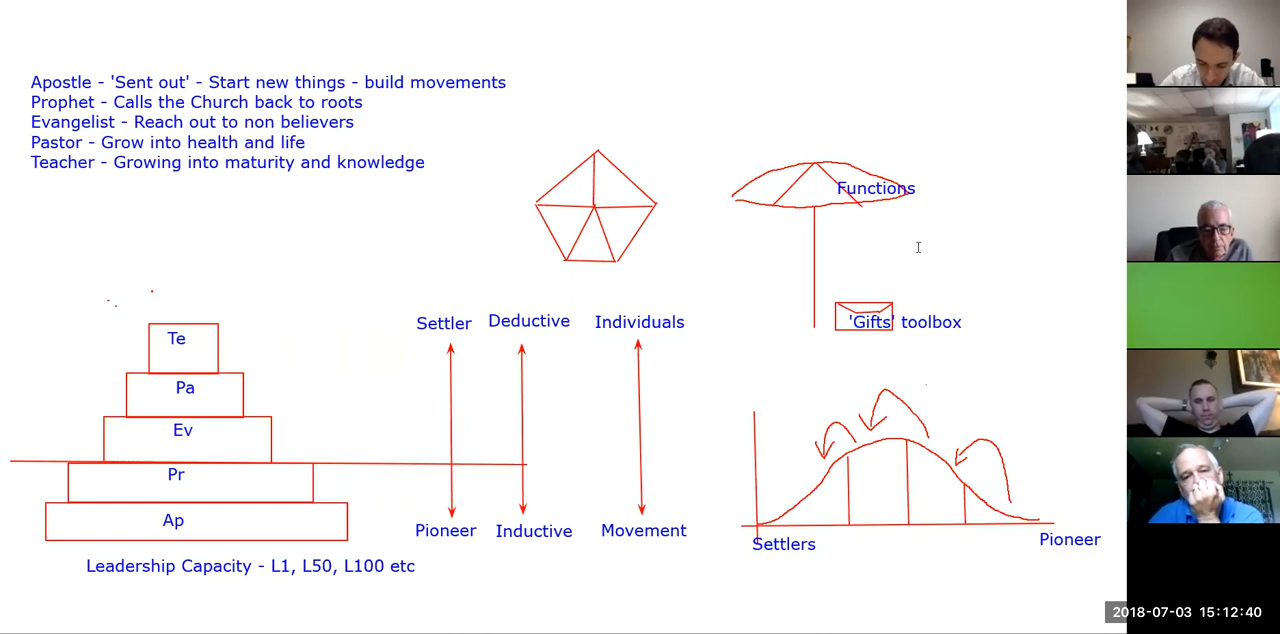 Apostle - 'Sent out' - Start new things - build movements
Prophet - Calls the Church back to roots
Evangelist - Reach out to non believers
Pastor - Grow into health and life
Teacher - Growing into maturity and knowledge
Functions
'Gifts' toolbox
Te
Pa
Ev
Pr
Ap
Leadership Capacity - L1, L50, L100 etc
Settler
Deductive
Individuals
Pioneer
Inductive
Movement
Settlers
Pioneer
2018-07-03 15:12:40